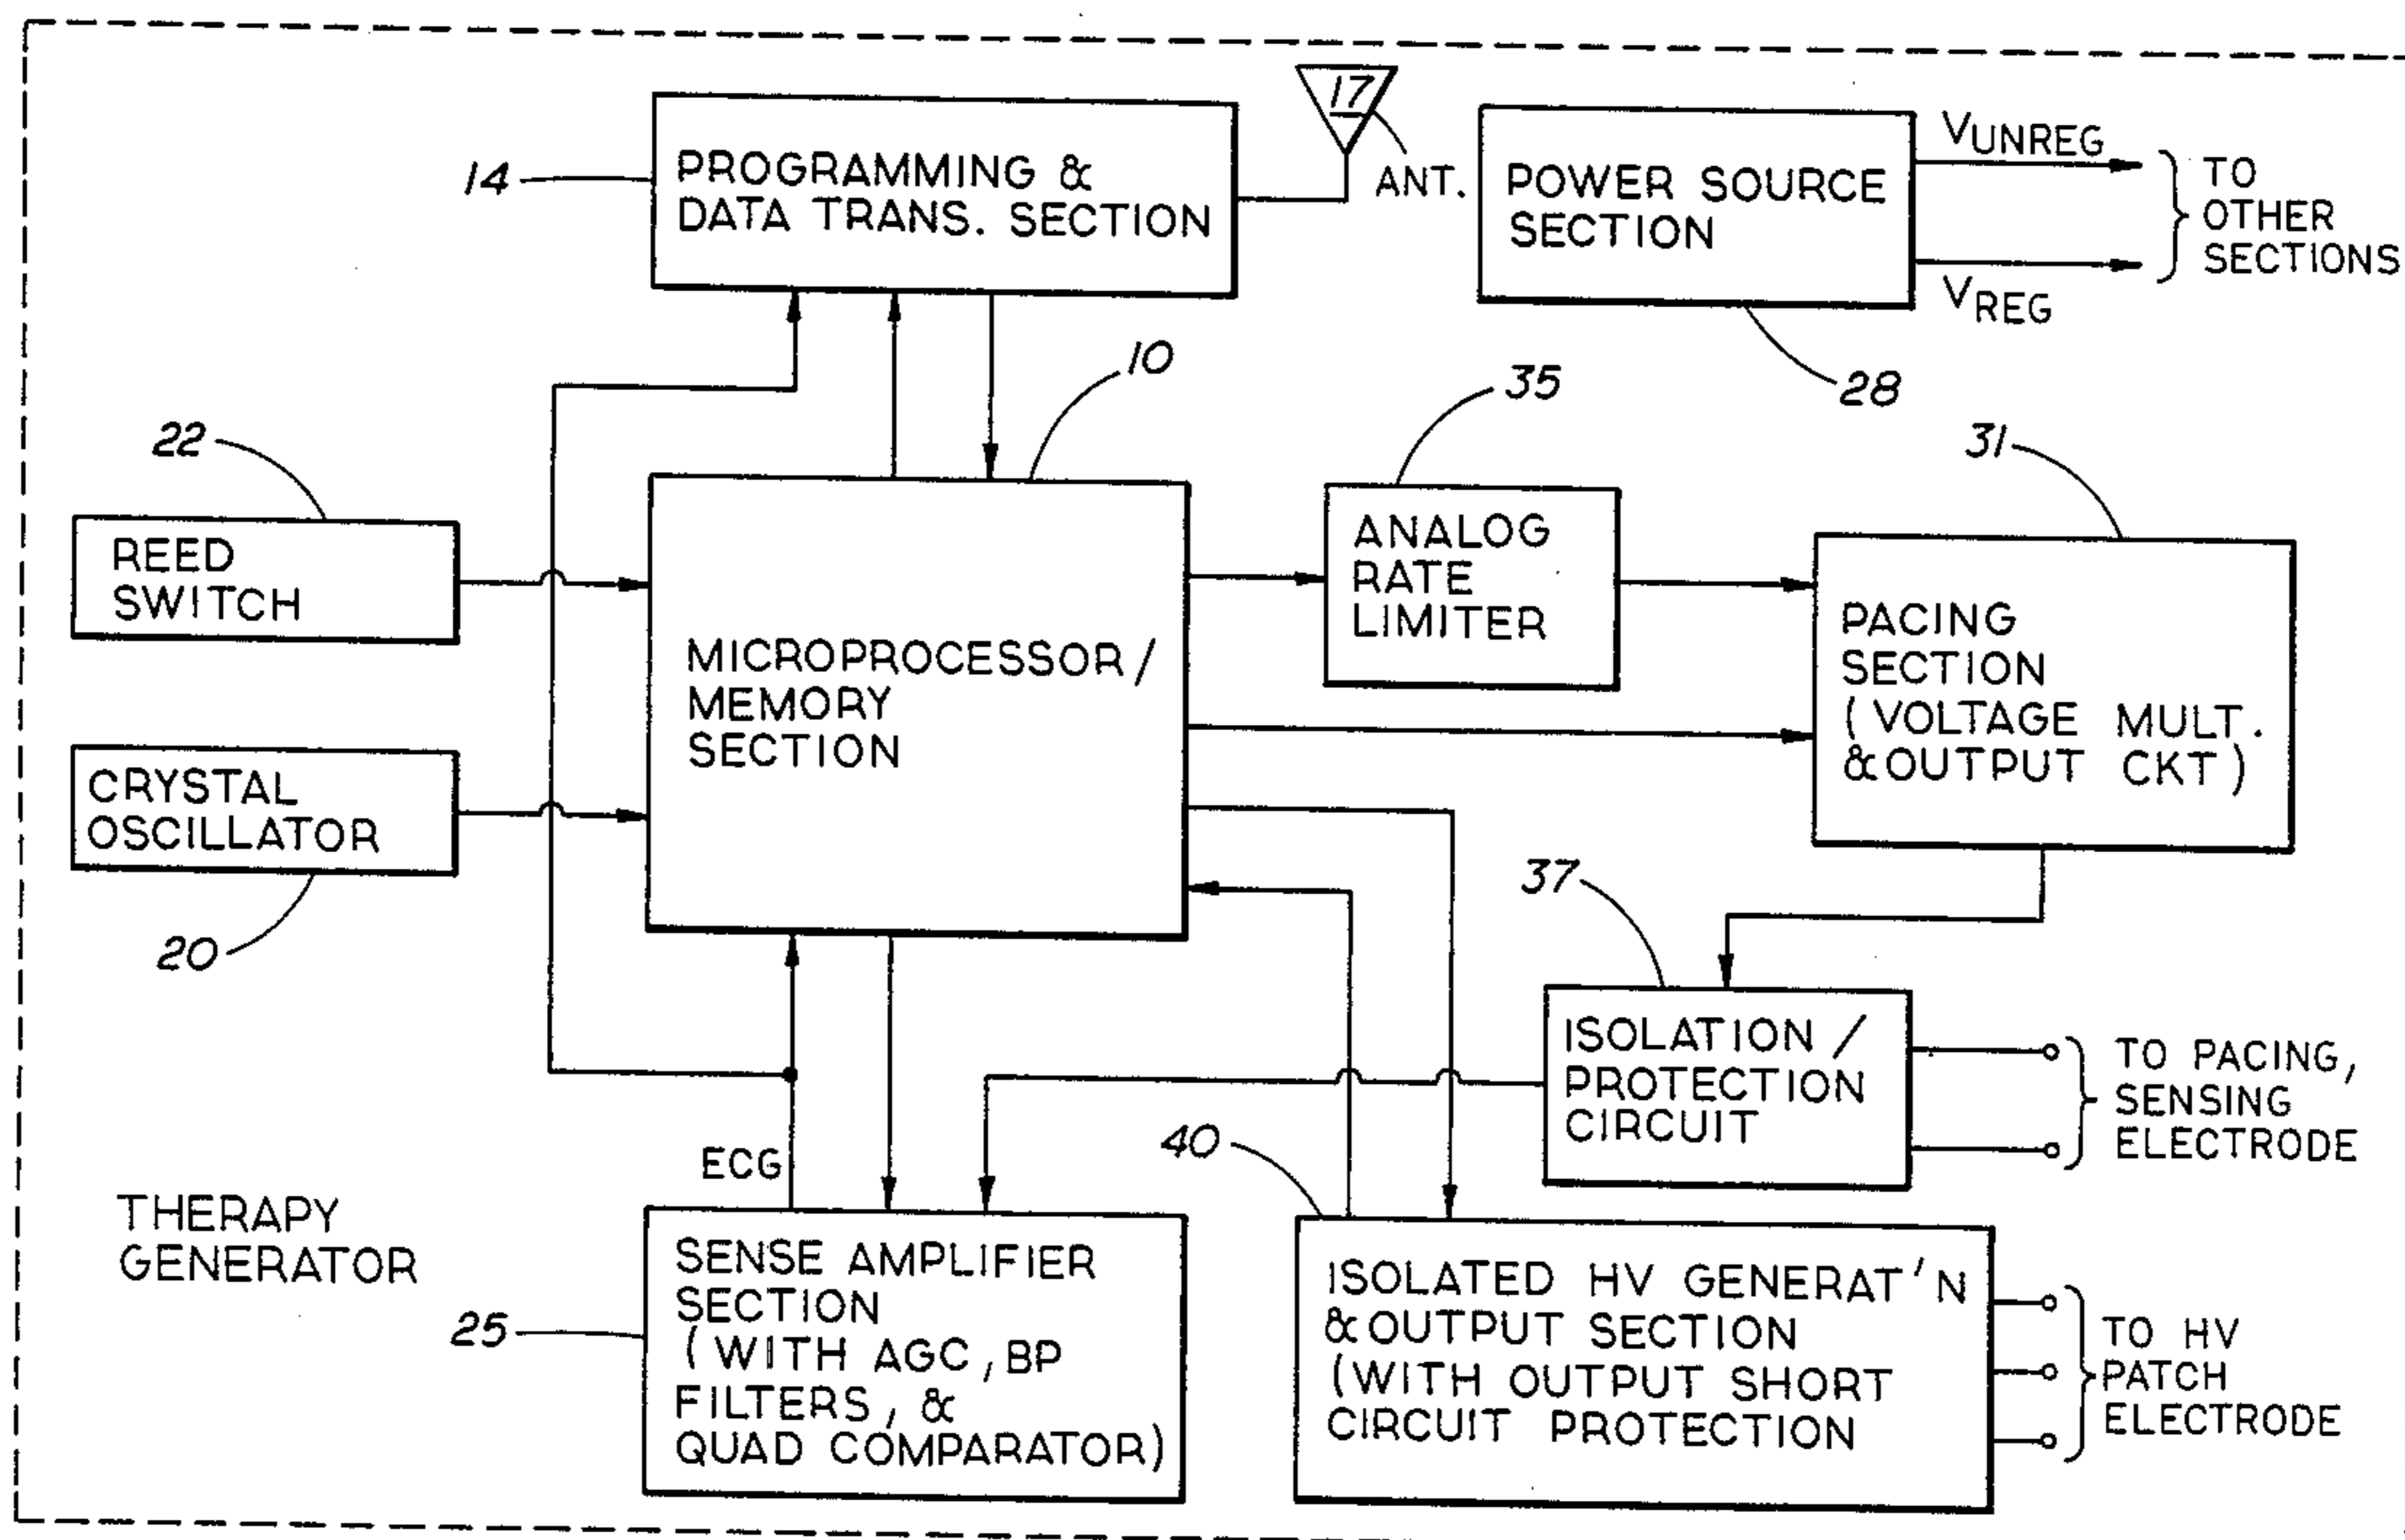 17
14
PROGRAMMING &
DATA TRANS. SECTION
ANT.
POWER SOURCE
SECTION
VUNREG
VREG
TO
OTHER
SECTIONS
28
10
35
31
22
REED
SWITCH
CRYSTAL
OSCILLATOR
20
MICROPROCESSOR/
MEMORY
SECTION
ANALOG
RATE
LIMITER
PACING
SECTION
(VOLTAGE MULT.
&OUTPUT CKT)
37
ISOLATION/
PROTECTION
CIRCUIT
TO PACING,
SENSING
ELECTRODE
ECG
40
THERAPY
GENERATOR
25
SENSE AMPLIFIER
SECTION
(WITH AGC, BP
FILTERS, &
QUAD COMPARATOR)
ISOLATED HV GENERAT'N
&OUTPUT SECTION
(WITH OUTPUT SHORT
CIRCUIT PROTECTION
TO HV
PATCH
ELECTRODE